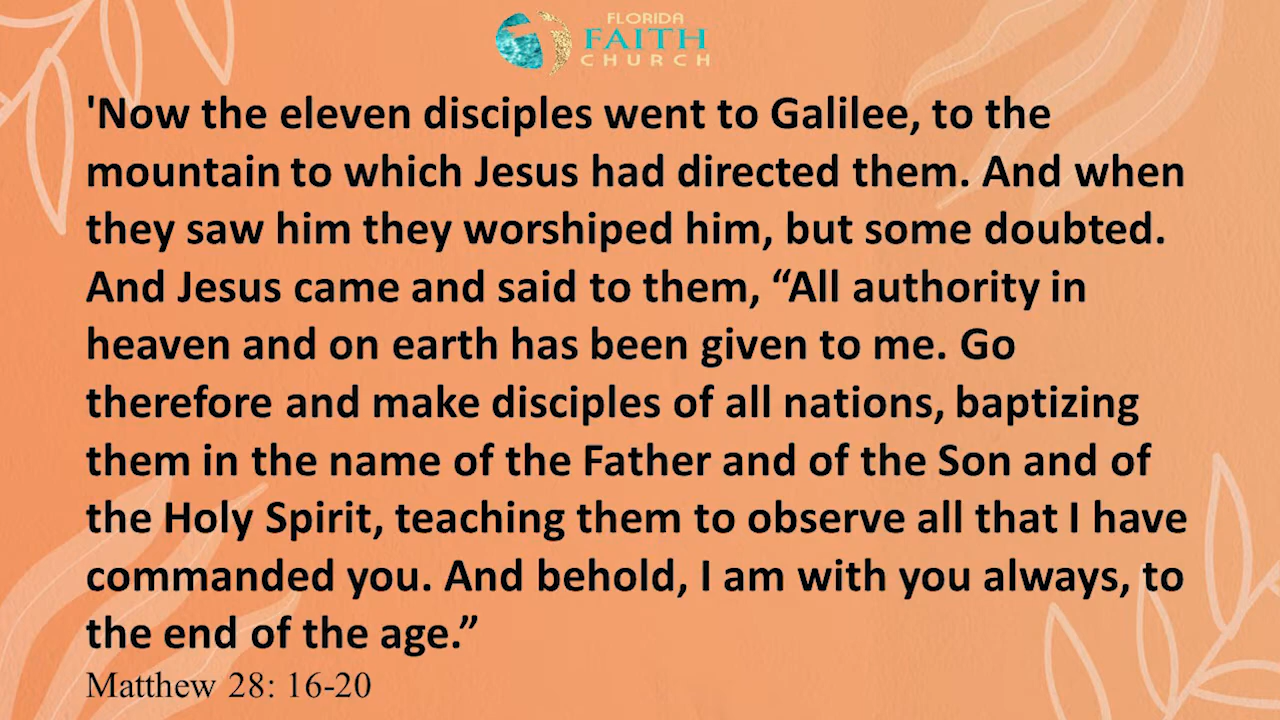 FLORIDA
FAITH
CHURCH
'Now the eleven disciples went to Galilee, to the
mountain to which Jesus had directed them. And when
they saw him they worshiped him, but some doubted.
And Jesus came and said to them, “All authority in
heaven and on earth has been given to me. Go
therefore and make disciples of all nations, baptizing
them in the name of the Father and of the Son and of
the Holy Spirit, teaching them to observe all that I have
commanded you. And behold, I am with you always, to
the end of the age.”
Matthew 28: 16-20